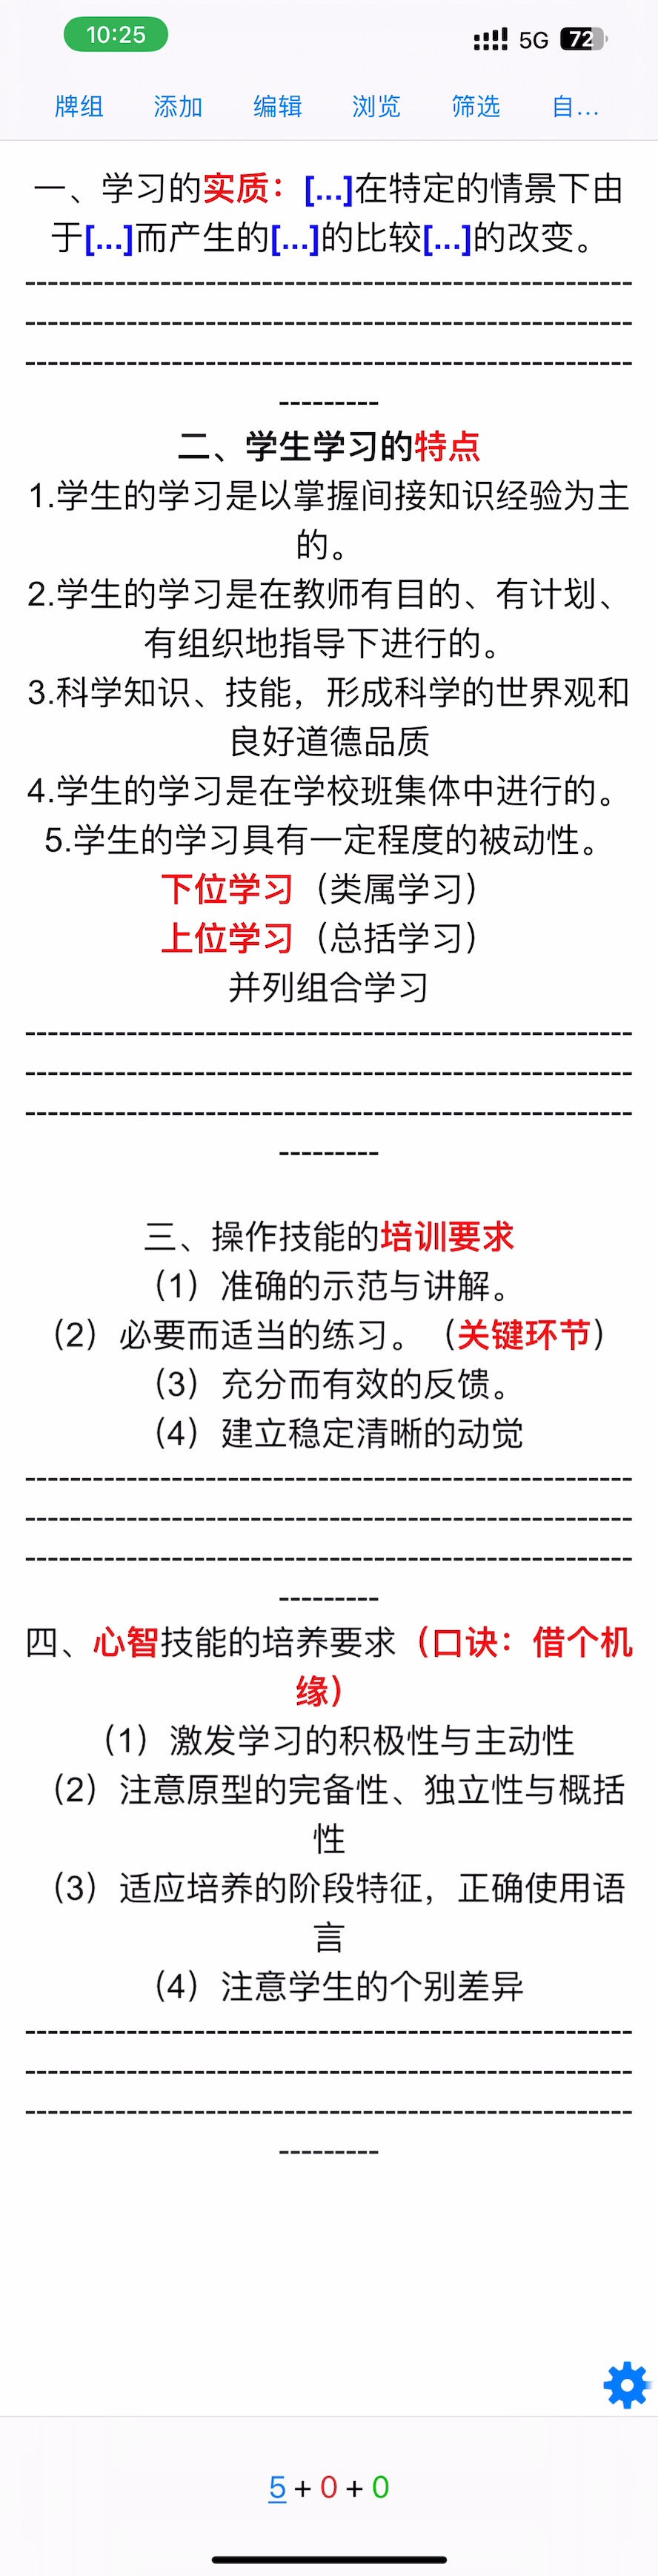 10:25
5G 72
牌组 添加 编辑 浏览 筛选 自...
一、学习的实质：[...]在特定的情景下由
于[...]而产生的[...]的比较[...]的改变。
二、学生学习的特点
1.学生的学习是以掌握间接知识经验为主
的。
2.学生的学习是在教师有目的、有计划、
有组织地指导下进行的。
3.科学知识、技能，形成科学的世界观和
良好道德品质
4.学生的学习是在学校班集体中进行的。
5.学生的学习具有一定程度的被动性。
下位学习（类属学习）
上位学习（总括学习）
并列组合学习
三、操作技能的培训要求
（1）准确的示范与讲解。
（2）必要而适当的练习。（关键环节）
（3）充分而有效的反馈。
（4）建立稳定清晰的动觉
四、心智技能的培养要求（口诀：借个机
缘）
（1）激发学习的积极性与主动性
（2）注意原型的完备性、独立性与概括
性
（3）适应培养的阶段特征，正确使用语
言
（4）注意学生的个别差异
5 + 0 + 0